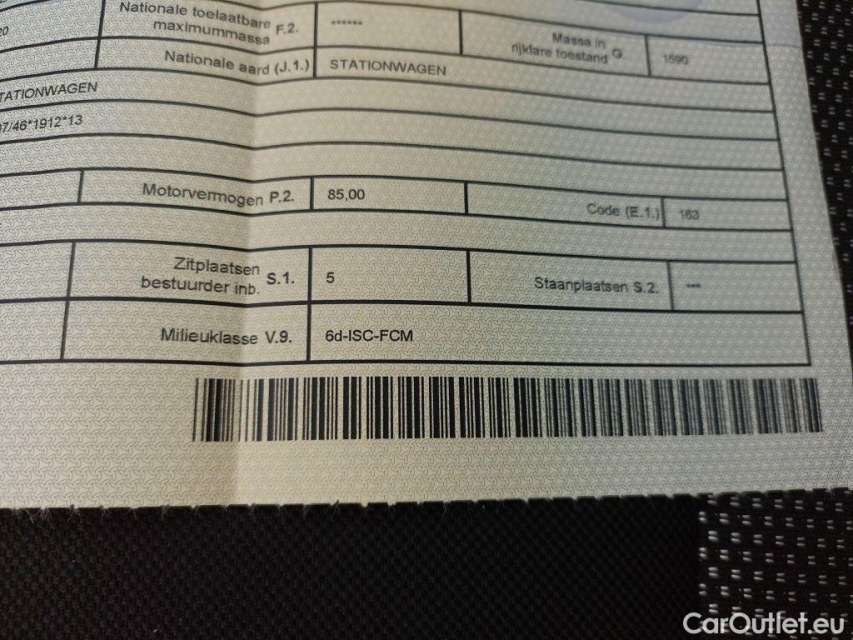 20
Nationale toelaatbare
maximummassa F.2. ******
Massa in
rijklare toestand G 1590
Nationale aard (J.1.) STATIONWAGEN
TATIONWAGEN
07/46*1912*13
Motorvermogen P.2. 85,00 Code (E.1.) 163
Zitplaatsen
bestuurder inb. S.1. 5 Staanplaatsen S.2. ---
Milieuklasse V.9. 6d-ISC-FCM
CarOutlet.eu